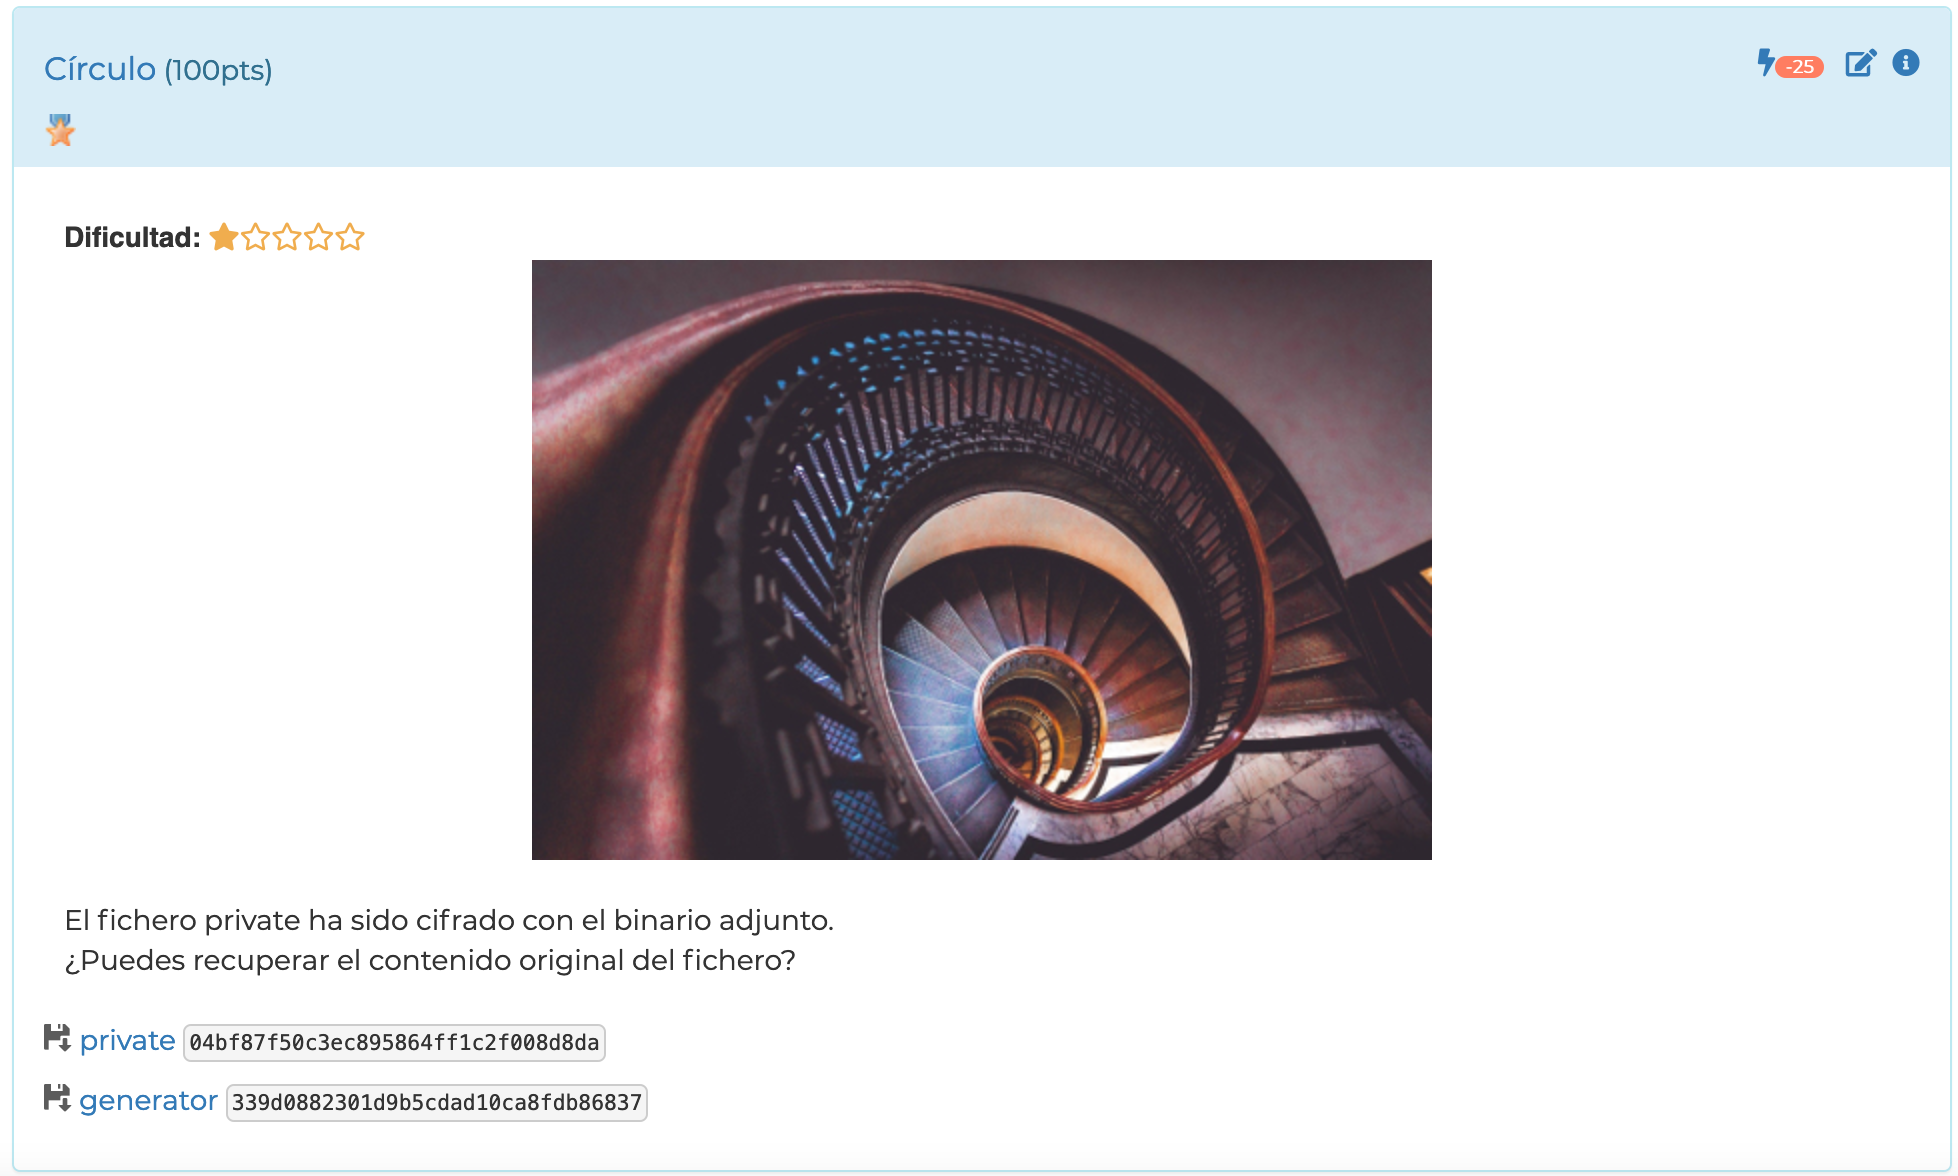 Círculo (100pts)
-25
Dificultad:
El fichero private ha sido cifrado con el binario adjunto.
¿Puedes recuperar el contenido original del fichero?
private 04bf87f50c3ec895864ff1c2f008d8da
generator 339d0882301d9b5cdad10ca8fdb86837